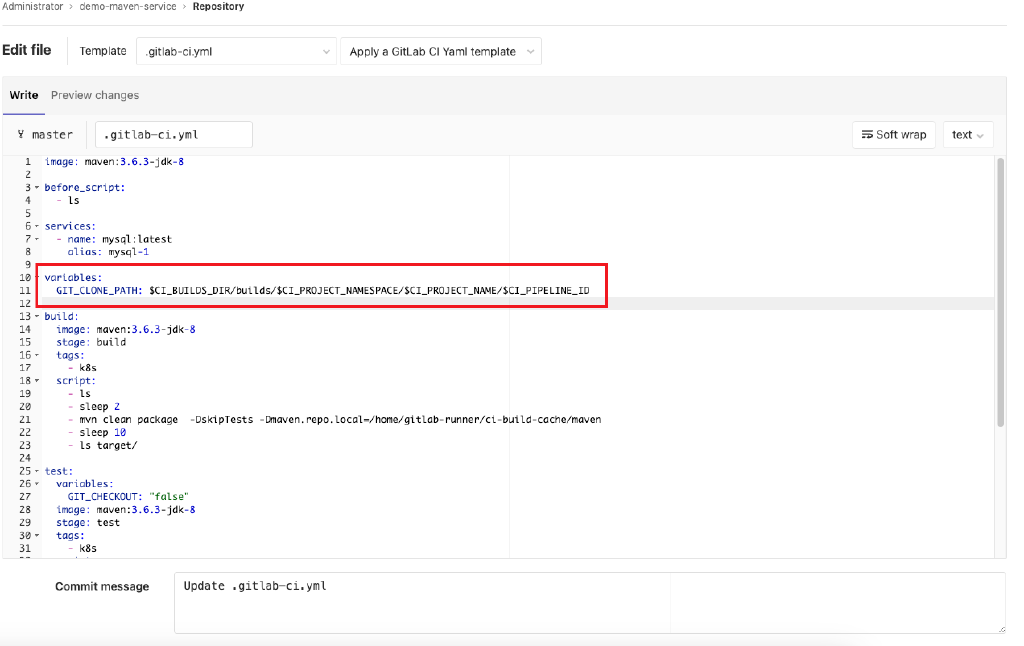 Administrator > demo-maven-service > Repository
Edit file Template .gitlab-ci.yml Apply a GitLab CI Yaml template
Write Preview changes
master .gitlab-ci.yml Soft wrap text
1 image: maven:3.6.3-jdk-8
2
3 before_script:
4 - ls
5
6 services:
7 - name: mysql:latest
8 alias: mysql-1
9
10 variables:
11 GIT_CLONE_PATH: $CI_BUILDS_DIR/builds/$CI_PROJECT_NAMESPACE/$CI_PROJECT_NAME/$CI_PIPELINE_ID
12
13 build:
14 image: maven:3.6.3-jdk-8
15 stage: build
16 tags:
17 - k8s
18 script:
19 - ls
20 - sleep 2
21 - mvn clean package -DskipTests -Dmaven.repo.local=/home/gitlab-runner/ci-build-cache/maven
22 - sleep 10
23 - ls target/
24
25 test:
26 variables:
27 GIT_CHECKOUT: "false"
28 image: maven:3.6.3-jdk-8
29 stage: test
30 tags:
31 - k8s
Commit message Update .gitlab-ci.yml